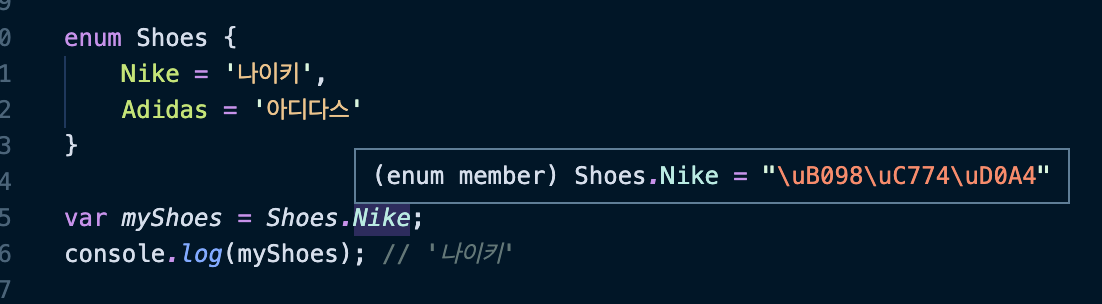 9
0 enum Shoes {
1 Nike = '나이키',
2 Adidas = '아디다스'
3 }
4 (enum member) Shoes.Nike = "\uB098\uC774\uD0A4"
5 var myShoes = Shoes.Nike;
6 console.log(myShoes); // '나이키'
7